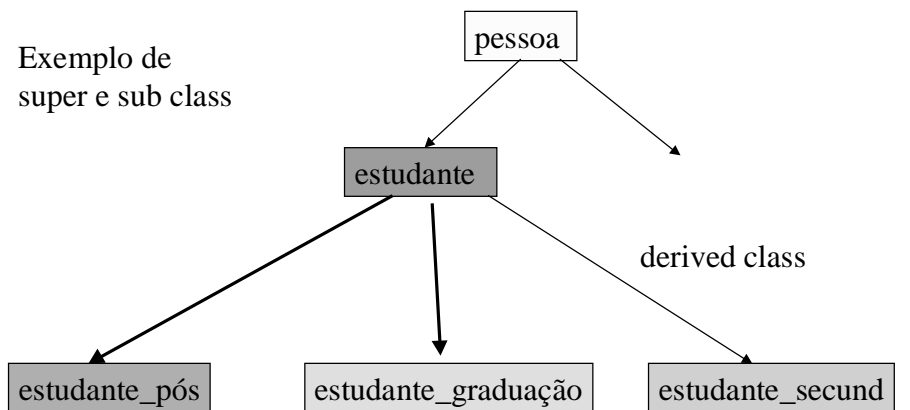 pessoa
Exemplo de
super e sub class
estudante
derived class
estudante_pós
estudante_graduação
estudante_secund